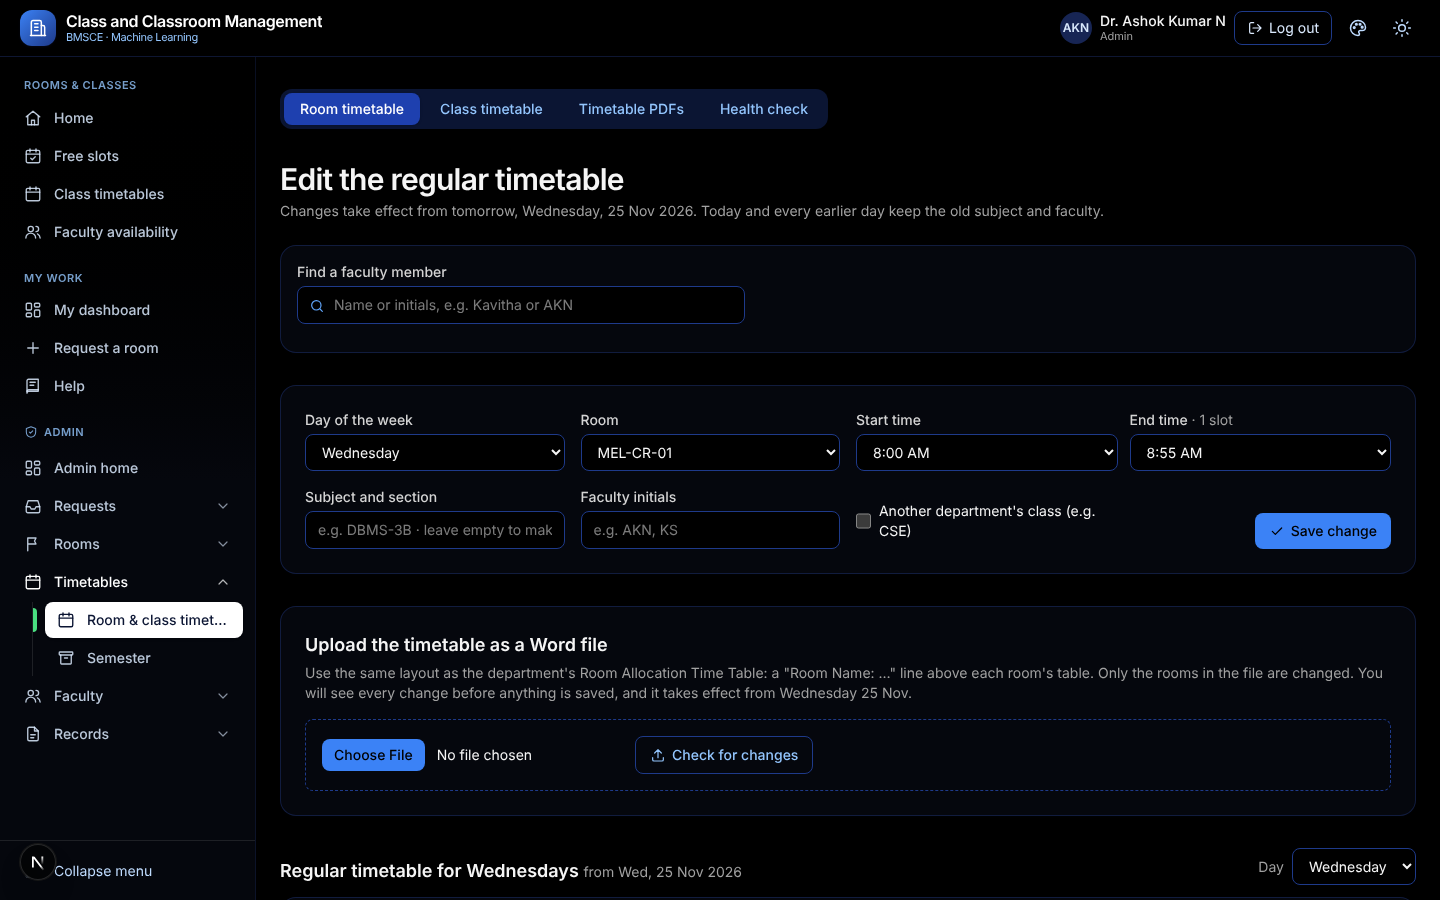 Class and Classroom Management
BMSCE · Machine Learning
AKN
Dr. Ashok Kumar N
Admin
Log out
ROOMS & CLASSES
Home
Free slots
Class timetables
Faculty availability
MY WORK
My dashboard
Request a room
Help
ADMIN
Admin home
Requests
Rooms
Timetables
Room & class timet...
Semester
Faculty
Records
N
Collapse menu
Room timetable
Class timetable
Timetable PDFs
Health check
Edit the regular timetable
Changes take effect from tomorrow, Wednesday, 25 Nov 2026. Today and every earlier day keep the old subject and faculty.
Find a faculty member
Name or initials, e.g. Kavitha or AKN
Day of the week
Room
Start time
End time · 1 slot
Wednesday
MEL-CR-01
8:00 AM
8:55 AM
Subject and section
Faculty initials
e.g. DBMS-3B · leave empty to mak
e.g. AKN, KS
Another department's class (e.g.
CSE)
Save change
Upload the timetable as a Word file
Use the same layout as the department's Room Allocation Time Table: a "Room Name: ..." line above each room's table. Only the rooms in the file are changed. You
will see every change before anything is saved, and it takes effect from Wednesday 25 Nov.
Choose File
No file chosen
Check for changes
Regular timetable for Wednesdays from Wed, 25 Nov 2026
Day
Wednesday